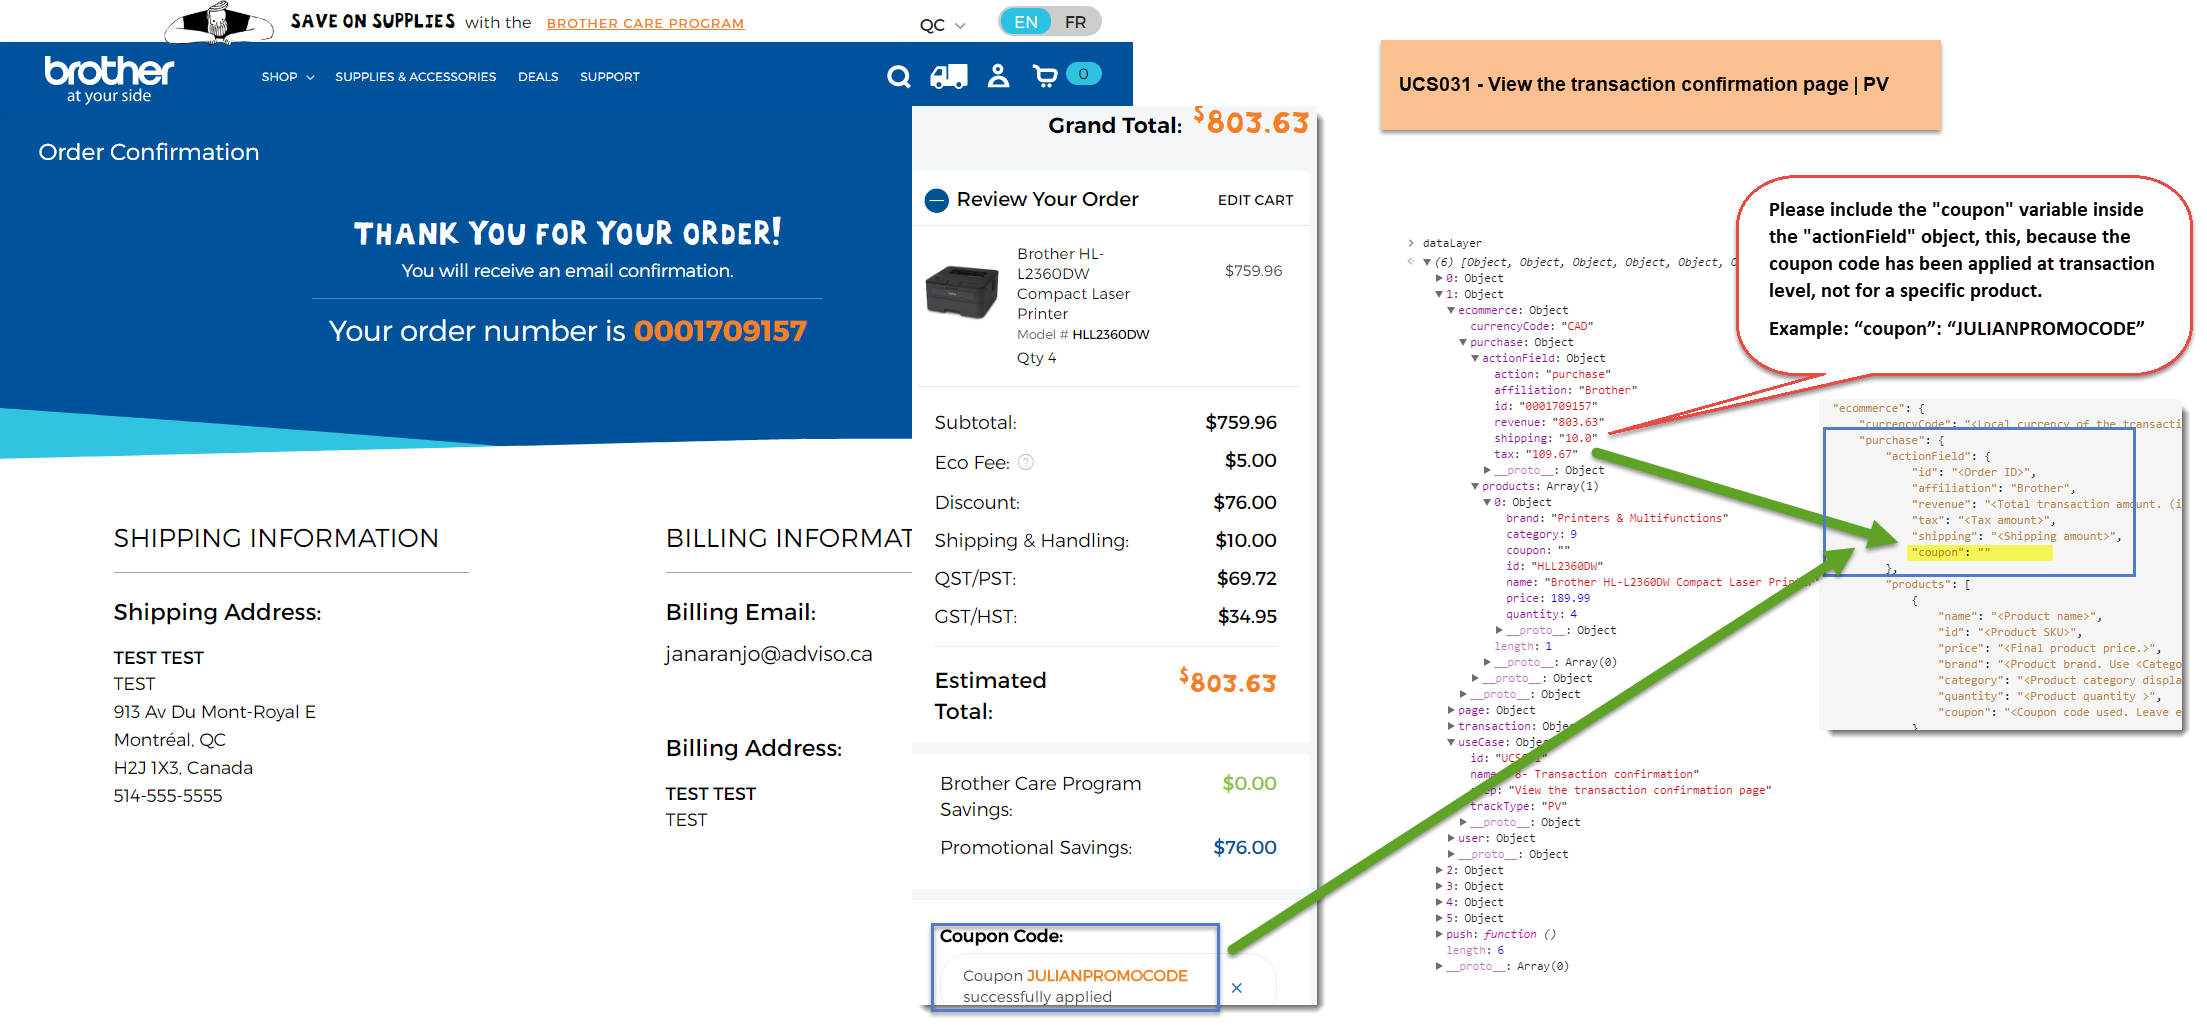 SAVE ON SUPPLIES with the BROTHER CARE PROGRAM
QC
EN FR
brother
at your side
SHOP
SUPPLIES & ACCESSORIES
DEALS
SUPPORT
0
Order Confirmation
THANK YOU FOR YOUR ORDER!
You will receive an email confirmation.
Your order number is 0001709157
SHIPPING INFORMATION
Shipping Address:
TEST TEST
TEST
913 Av Du Mont-Royal E
Montréal, QC
H2J 1X3, Canada
514-555-5555
BILLING INFORMAT
Billing Email:
janaranjo@adviso.ca
Billing Address:
TEST TEST
TEST
Grand Total: $803.63
Review Your Order
EDIT CART
Brother HL-
L2360DW
Compact Laser
Printer
$759.96
Model # HLL2360DW
Qty 4
Subtotal: $759.96
Eco Fee: ? $5.00
Discount: $76.00
Shipping & Handling: $10.00
QST/PST: $69.72
GST/HST: $34.95
Estimated
Total:
$803.63
Brother Care Program
Savings:
$0.00
Promotional Savings: $76.00
Coupon Code:
Coupon JULIANPROMOCODE
successfully applied
×
UCS031 - View the transaction confirmation page | PV
Please include the "coupon" variable inside
the "actionField" object, this, because the
coupon code has been applied at transaction
level, not for a specific product.
Example: “coupon”: “JULIANPROMOCODE”
dataLayer
(6) [Object, Object, Object, Object, Object,
0: Object
1: Object
ecommerce: Object
currencyCode: "CAD"
purchase: Object
actionField: Object
action: "purchase"
affiliation: "Brother"
id: "0001709157"
revenue: "803.63"
shipping: "10.0"
tax: "109.67"
__proto__: Object
products: Array(1)
0: Object
brand: "Printers & Multifunctions"
category: 9
coupon: ""
id: "HLL2360DW"
name: "Brother HL-L2360DW Compact Laser Printer"
price: 189.99
quantity: 4
__proto__: Object
length: 1
__proto__: Array(0)
__proto__: Object
__proto__: Object
page: Object
transaction: Object
useCase: Object
id:
name: Transaction confirmation"
"View the transaction confirmation page"
trackType: "PV"
__proto__: Object
user: Object
__proto__: Object
2: Object
3: Object
4: Object
5: Object
push: function ()
length: 6
__proto__: Array(0)
"ecommerce": {
"currencyCode": "<Local currency of the transacti
"purchase": {
"actionField": {
"id": "<Order ID>",
"affiliation": "Brother",
"revenue": "<Total transaction amount. (i
"tax": "<Tax amount>",
"shipping": "<Shipping amount>",
"coupon": ""
},
"products": [
{
"name": "<Product name>",
"id": "<Product SKU>",
"price": "<Final product price.>",
"brand": "<Product brand. Use <Catego
"category": "<Product category displa
"quantity": "<Product quantity >",
"coupon": "<Coupon code used. Leave e
}